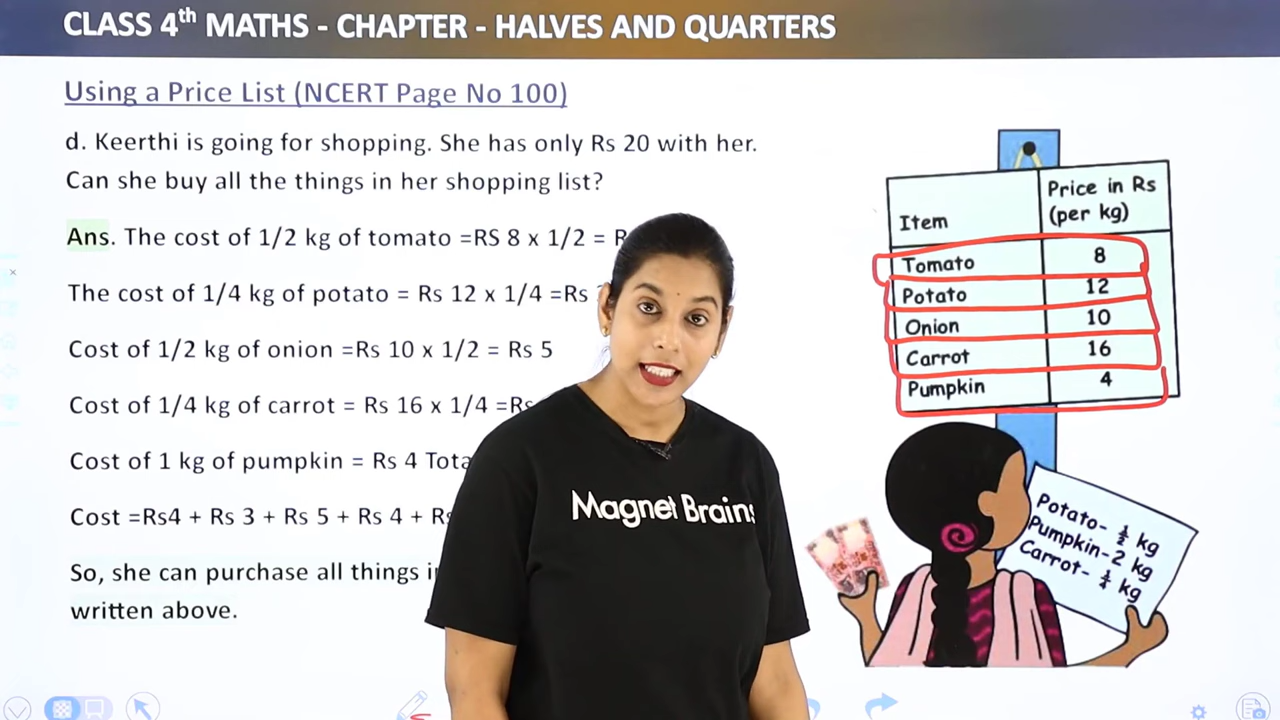 CLASS 4th MATHS - CHAPTER - HALVES AND QUARTERS
Using a Price List (NCERT Page No 100)
d. Keerthi is going for shopping. She has only Rs 20 with her.
Can she buy all the things in her shopping list?
Ans. The cost of 1/2 kg of tomato =RS 8 x 1/2 =
The cost of 1/4 kg of potato = Rs 12 x 1/4 =Rs
Cost of 1/2 kg of onion =Rs 10 x 1/2 = Rs 5
Cost of 1/4 kg of carrot = Rs 16 x 1/4 =Rs
Cost of 1 kg of pumpkin = Rs 4
Cost =Rs4 + Rs 3 + Rs 5 + Rs 4 +
So, she can purchase all things
written above.
Item Price in Rs (per kg)
Tomato 8
Potato 12
Onion 10
Carrot 16
Pumpkin 4
Potato- ½ kg
Pumpkin-2 kg
Carrot- kg
Magnet Brains